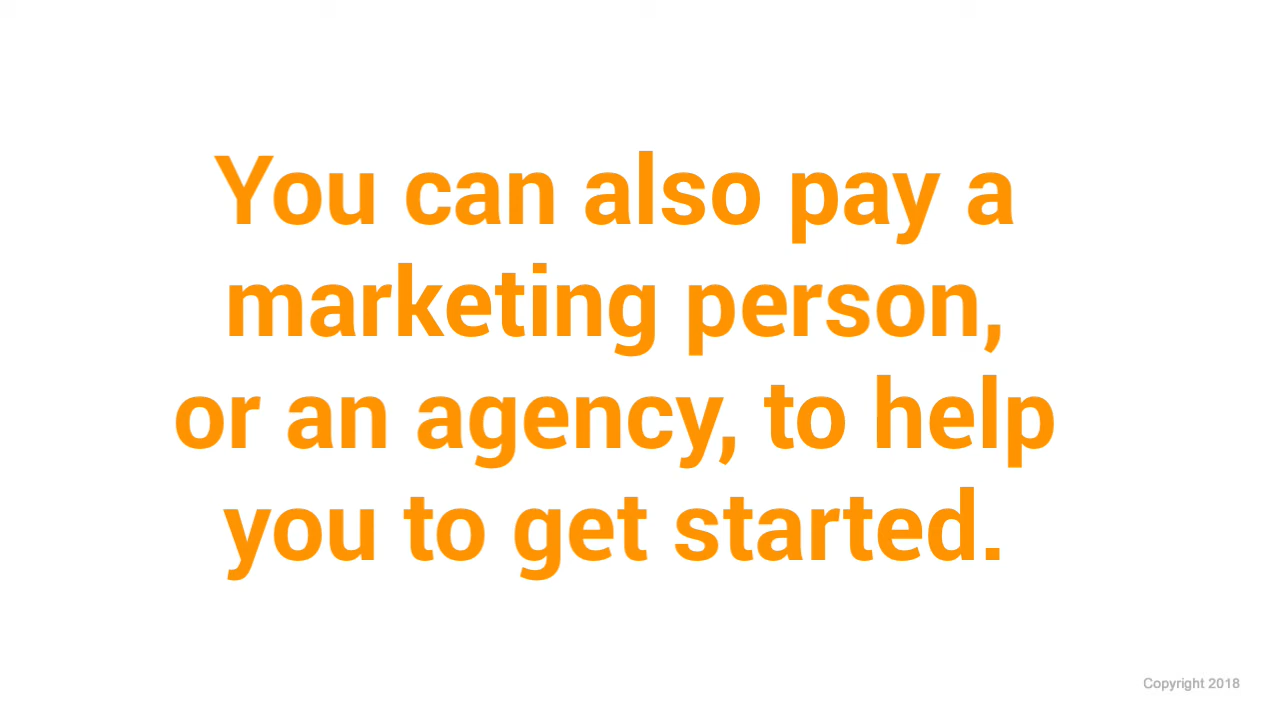 You can also pay a
marketing person,
or an agency, to help
you to get started.
Copyright 2018